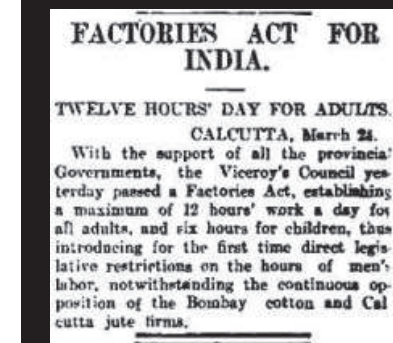 FACTORIES ACT FOR
INDIA.
TWELVE HOURS' DAY FOR ADULTS.
CALCUTTA, March 24.
With the support of all the provincial
Governments, the Viceroy's Council yes-
terday passed a Factories Act, establishing
a maximum of 12 hours' work a day for
all adults, and six hours for children, thus
introducing for the first time direct legis-
lative restrictions on the hours of men's
labor, notwithstanding the continuous op-
position of the Bombay cotton and Cal
cutta jute firms.